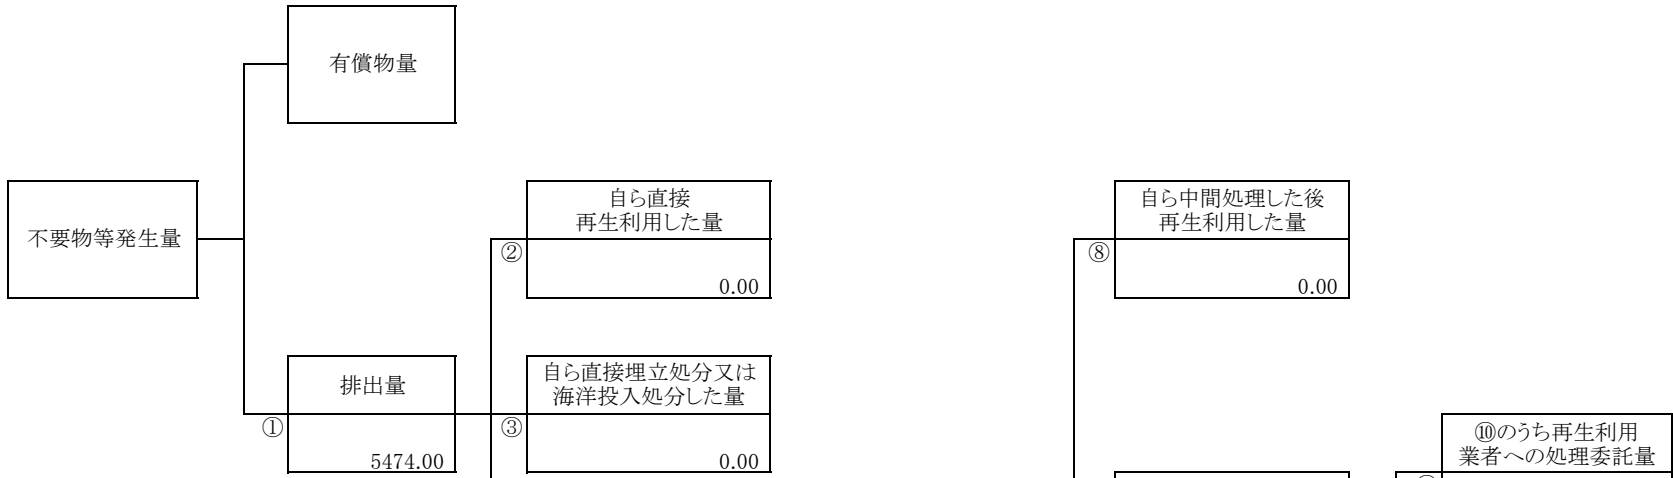 有償物量
不要物等発生量
自ら直接
再生利用した量
②
0.00
自ら中間処理した後
再生利用した量
⑧
0.00
排出量
①
5474.00
自ら直接埋立処分又は
海洋投入処分した量
③
0.00
⑩のうち再生利用
業者への処理委託量